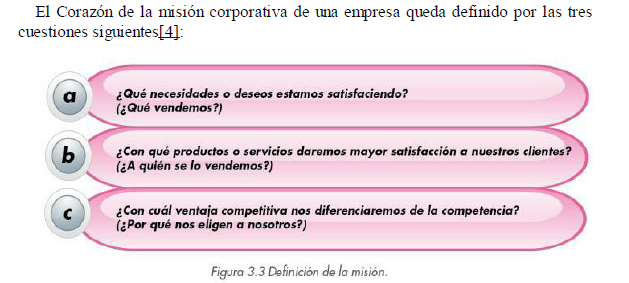 El Corazón de la misión corporativa de una empresa queda definido por las tres
cuestiones siguientes[4]:
a
¿Qué necesidades o deseos estamos satisfaciendo?
(¿Qué vendemos?)
b
¿Con qué productos o servicios daremos mayor satisfacción a nuestros clientes?
(¿A quién se lo vendemos?)
c
¿Con cuál ventaja competitiva nos diferenciaremos de la competencia?
(¿Por qué nos eligen a nosotros?)
Figura 3.3 Definición de la misión.